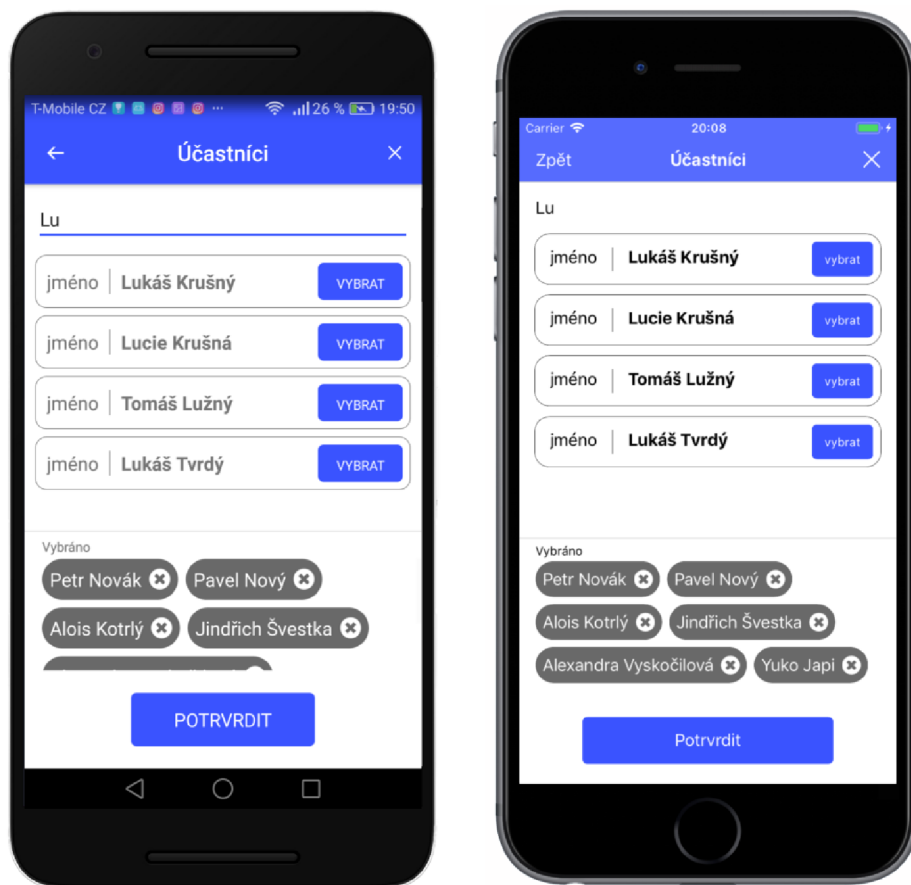 T-Mobile CZ ... 26 % 19:50
Účastníci
Lu
jméno Lukáš Krušný VYBRAT
jméno Lucie Krušná VYBRAT
jméno Tomáš Lužný VYBRAT
jméno Lukáš Tvrdý VYBRAT
Vybráno
Petr Novák Pavel Nový
Alois Kotrlý Jindřich Švestka
POTRVRDIT
Carrier 20:08
Zpět Účastníci
Lu
jméno Lukáš Krušný vybrat
jméno Lucie Krušná vybrat
jméno Tomáš Lužný vybrat
jméno Lukáš Tvrdý vybrat
Vybráno
Petr Novák Pavel Nový
Alois Kotrlý Jindřich Švestka
Alexandra Vyskočilová Yuko Japi
Potrvrdit